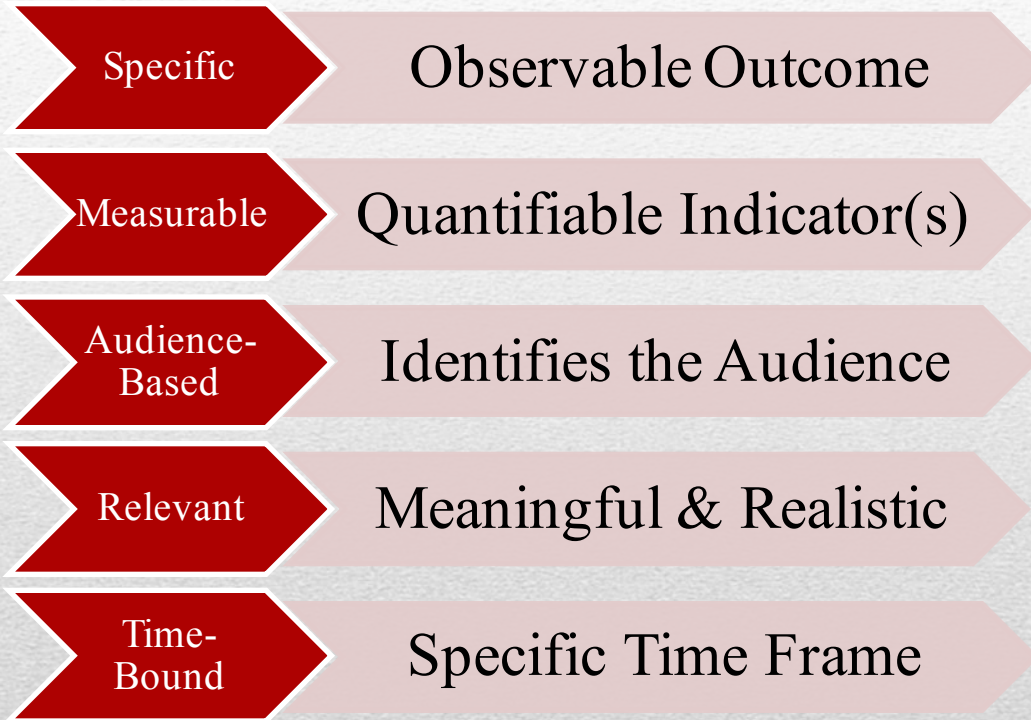 Specific
Observable Outcome
Measurable
Quantifiable Indicator(s)
Audience-
Based
Identifies the Audience
Relevant
Meaningful & Realistic
Time-
Bound
Specific Time Frame